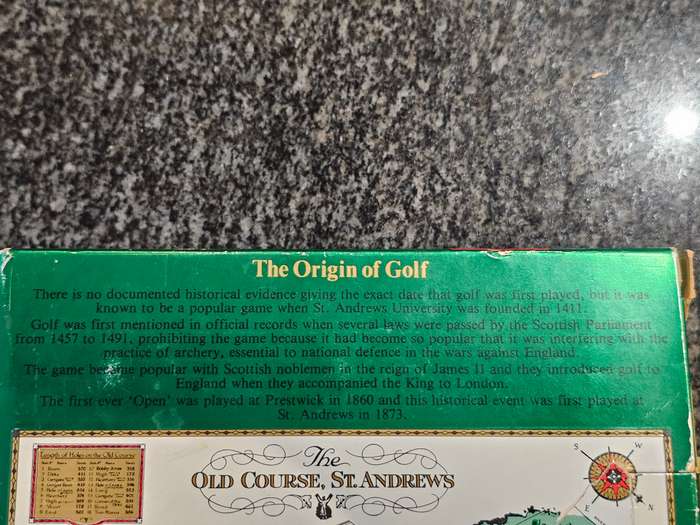 The Origin of Golf
There is no documented historical evidence giving the exact date that golf was first played, but it was
known to be a popular game when St. Andrews University was founded in 1411.
Golf was first mentioned in official records when several laws were passed by the Scottish Parliament
from 1457 to 1491, prohibiting the game because it had become so popular that it was interfering with the
practice of archery, essential to national defence in the wars against England.
The game became popular with Scottish noblemen in the reign of James II and they introduced golf to
England when they accompanied the King to London.
The first ever 'Open' was played at Prestwick in 1860 and this historical event was first played at
St. Andrews in 1873.
Length of Holes on the Old Course
The
OLD COURSE, ST. ANDREWS
S W
E N